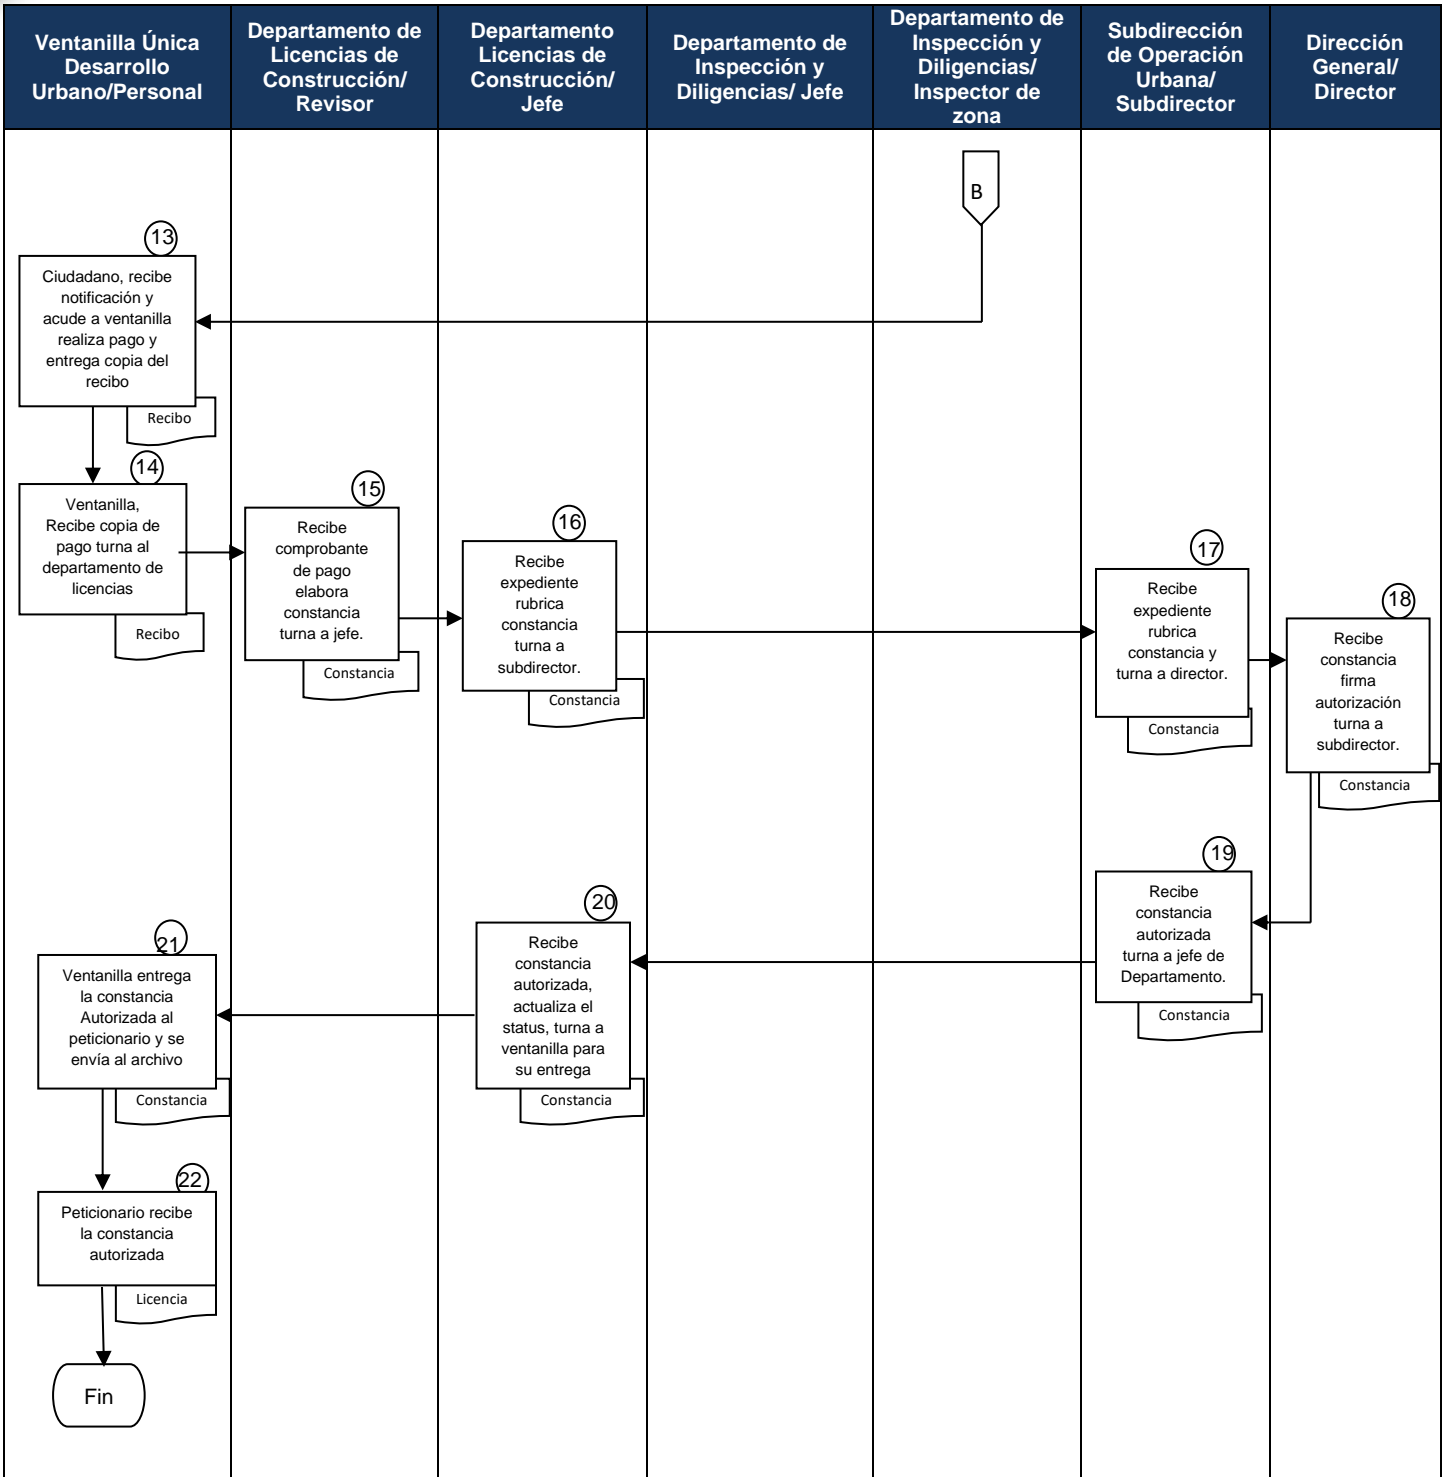 Ventanilla Única
Desarrollo
Urbano/Personal
Departamento de
Licencias de
Construcción/
Revisor
Departamento
Licencias de
Construcción/
Jefe
Departamento de
Inspección y
Diligencias/ Jefe
Departamento de
Inspección y
Diligencias/
Inspector de
zona
Subdirección
de Operación
Urbana/
Subdirector
Dirección
General/
Director
B
13
Ciudadano, recibe
notificación y
acude a ventanilla
realiza pago y
entrega copia del
recibo
Recibo
14
Ventanilla,
Recibe copia de
pago turna al
departamento de
licencias
Recibo
15
Recibe
comprobante
de pago
elabora
constancia
turna a jefe.
Constancia
16
Recibe
expediente
rubrica
constancia
turna a
subdirector.
Constancia
17
Recibe
expediente
rubrica
constancia y
turna a director.
Constancia
18
Recibe
constancia
firma
autorización
turna a
subdirector.
Constancia
19
Recibe
constancia
autorizada
turna a jefe de
Departamento.
Constancia
20
Recibe
constancia
autorizada,
actualiza el
status, turna a
ventanilla para
su entrega
Constancia
21
Ventanilla entrega
la constancia
Autorizada al
peticionario y se
envía al archivo
Constancia
22
Peticionario recibe
la constancia
autorizada
Licencia
Fin